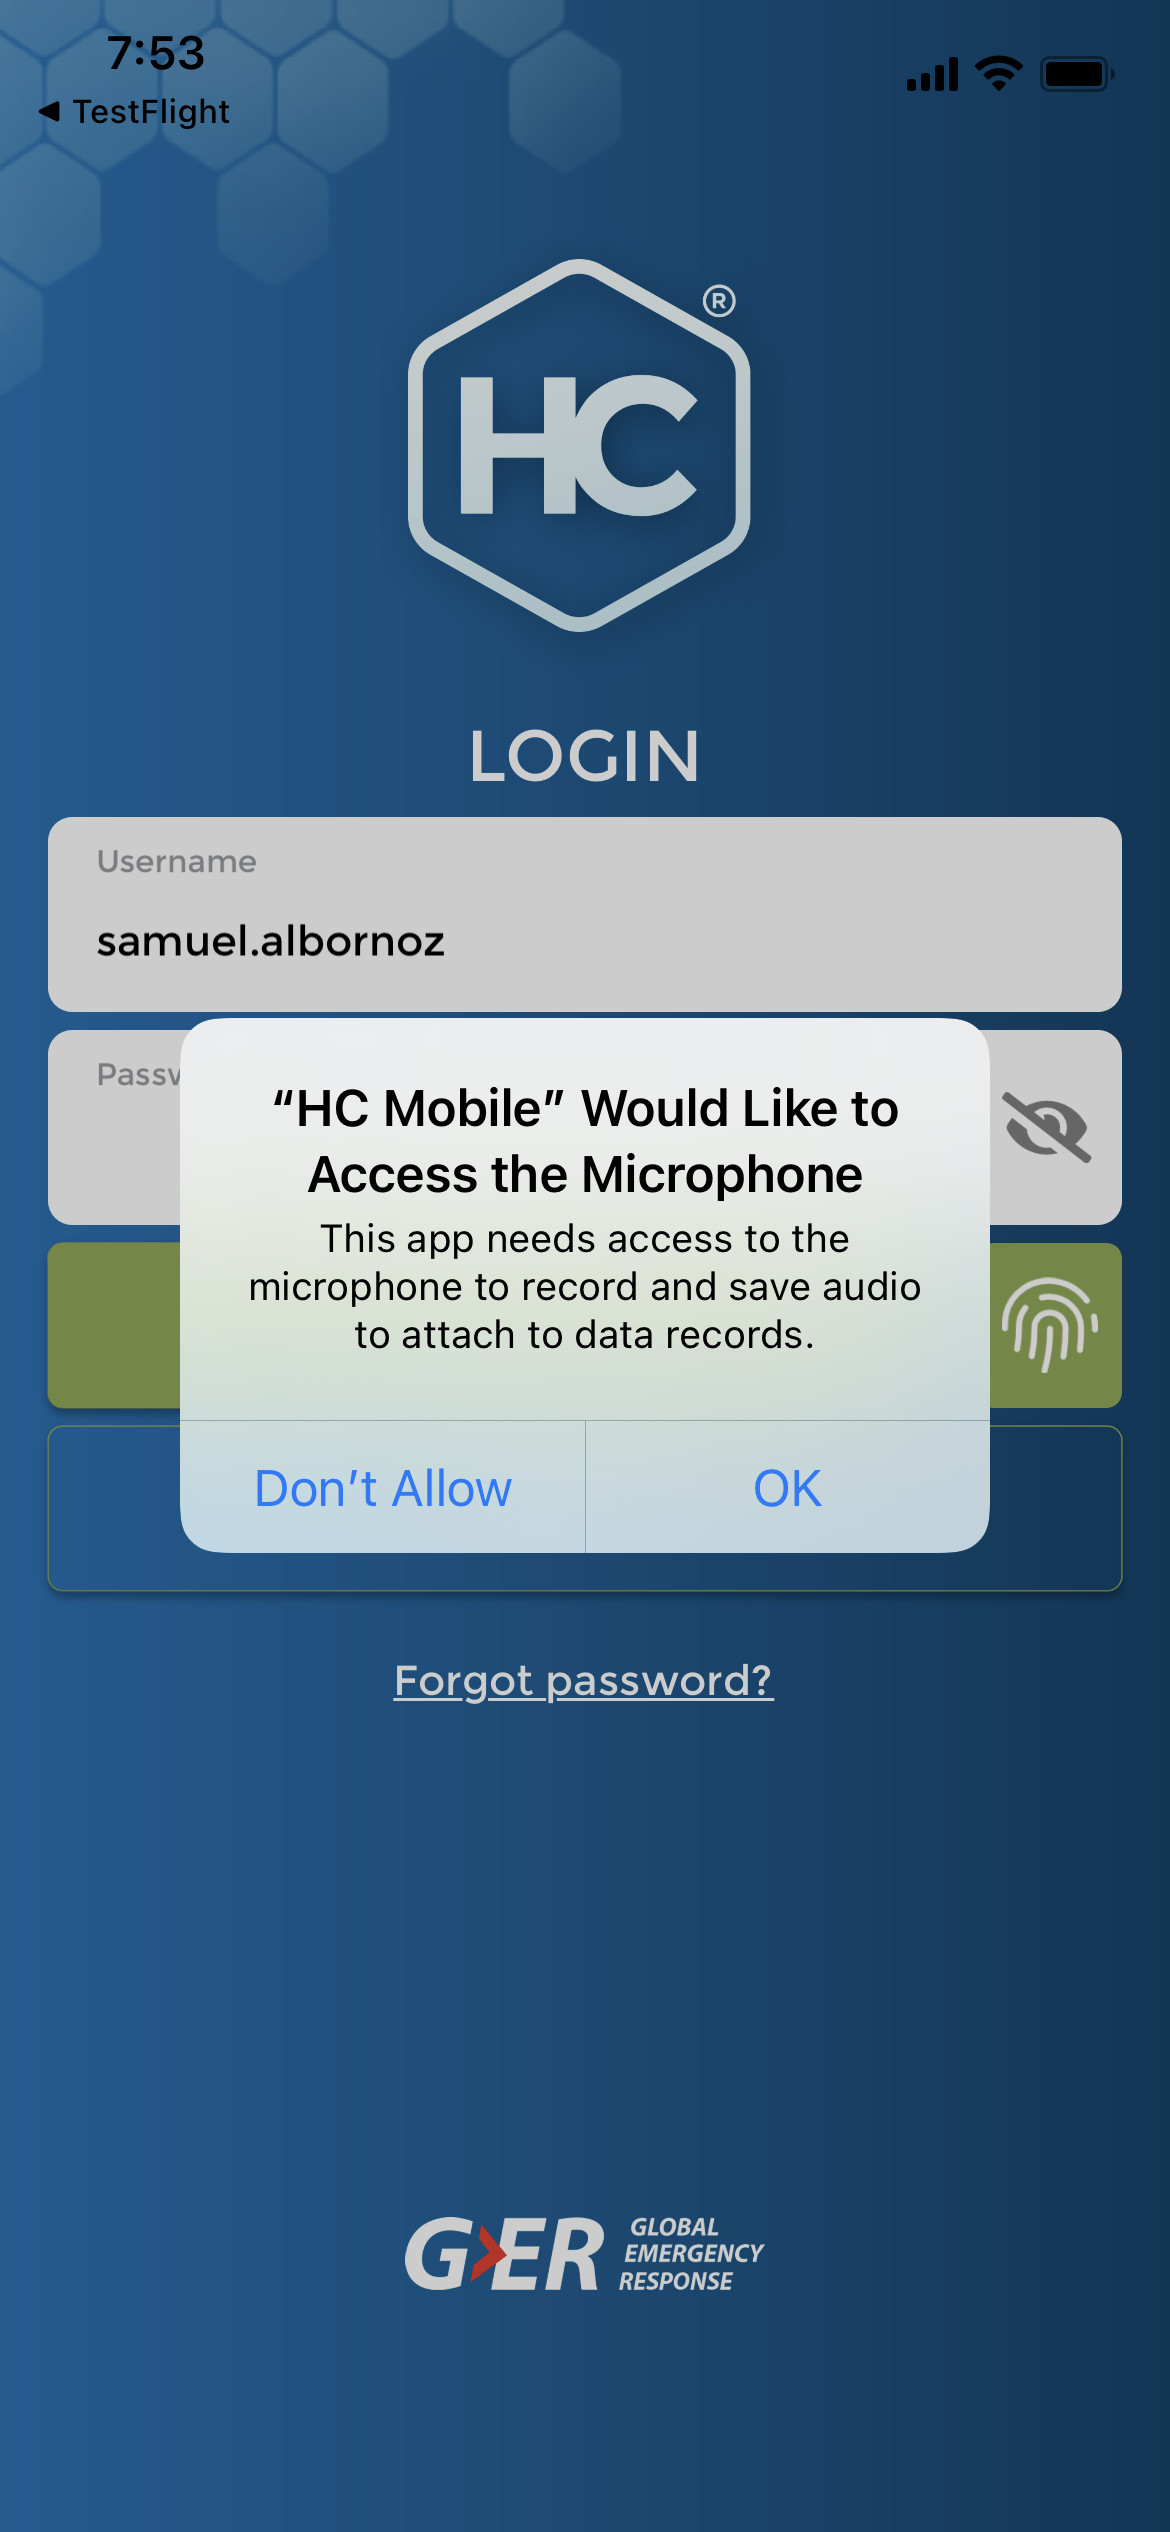 7:53
◀ TestFlight
HC®
LOGIN
Username
samuel.albornoz
Passw
“HC Mobile” Would Like to
Access the Microphone
This app needs access to the
microphone to record and save audio
to attach to data records.
Don’t Allow
OK
Forgot password?
GER
GLOBAL
EMERGENCY
RESPONSE